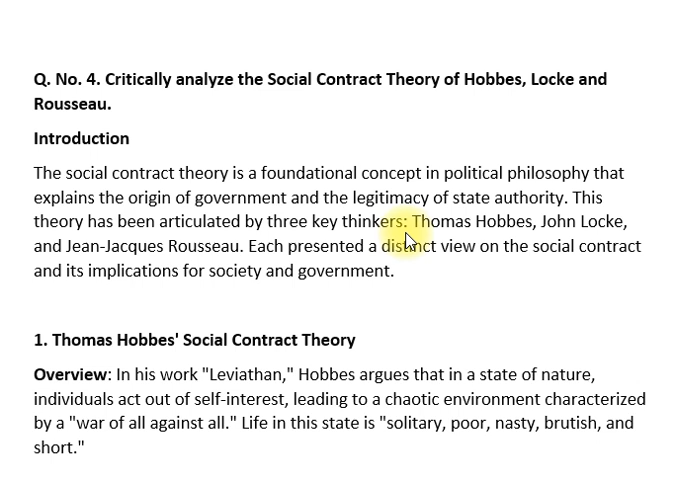 Q. No. 4. Critically analyze the Social Contract Theory of Hobbes, Locke and
Rousseau.
Introduction
The social contract theory is a foundational concept in political philosophy that
explains the origin of government and the legitimacy of state authority. This
theory has been articulated by three key thinkers: Thomas Hobbes, John Locke,
and Jean-Jacques Rousseau. Each presented a distinct view on the social contract
and its implications for society and government.
1. Thomas Hobbes' Social Contract Theory
Overview: In his work "Leviathan," Hobbes argues that in a state of nature,
individuals act out of self-interest, leading to a chaotic environment characterized
by a "war of all against all." Life in this state is "solitary, poor, nasty, brutish, and
short."